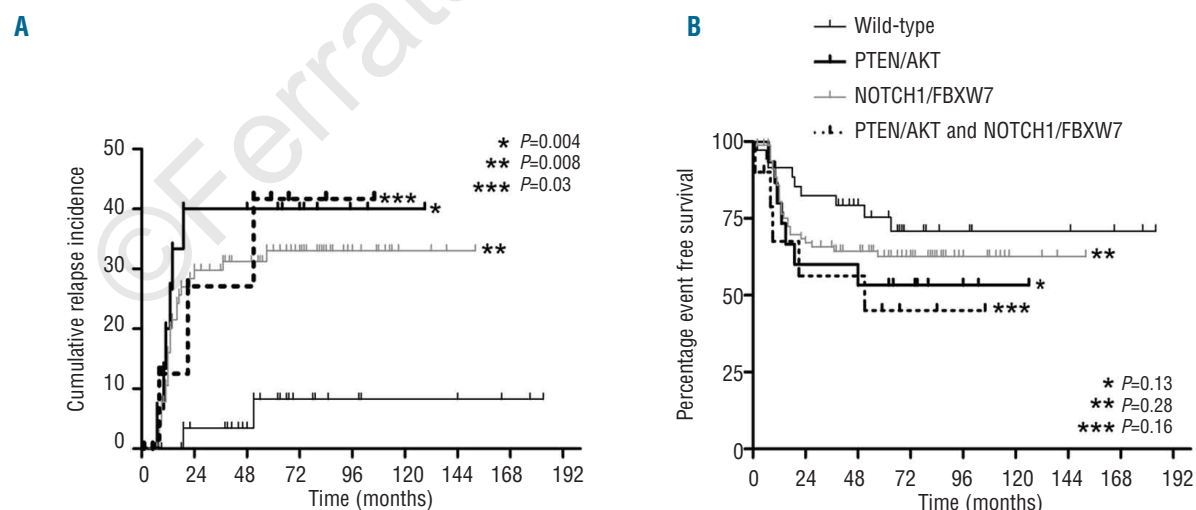 A
©Ferrat
* P=0.004
** P=0.008
*** P=0.03
***
*
**
Cumulative relapse incidence
50
40
30
20
10
0
0 24 48 72 96 120 144 168 192
Time (months)
B
Wild-type
PTEN/AKT
NOTCH1/FBXW7
PTEN/AKT and NOTCH1/FBXW7
Percentage event free survival
100
75
50
25
0
**
*
***
* P=0.13
** P=0.28
*** P=0.16
0 24 48 72 96 120 144 168 192
Time (months)